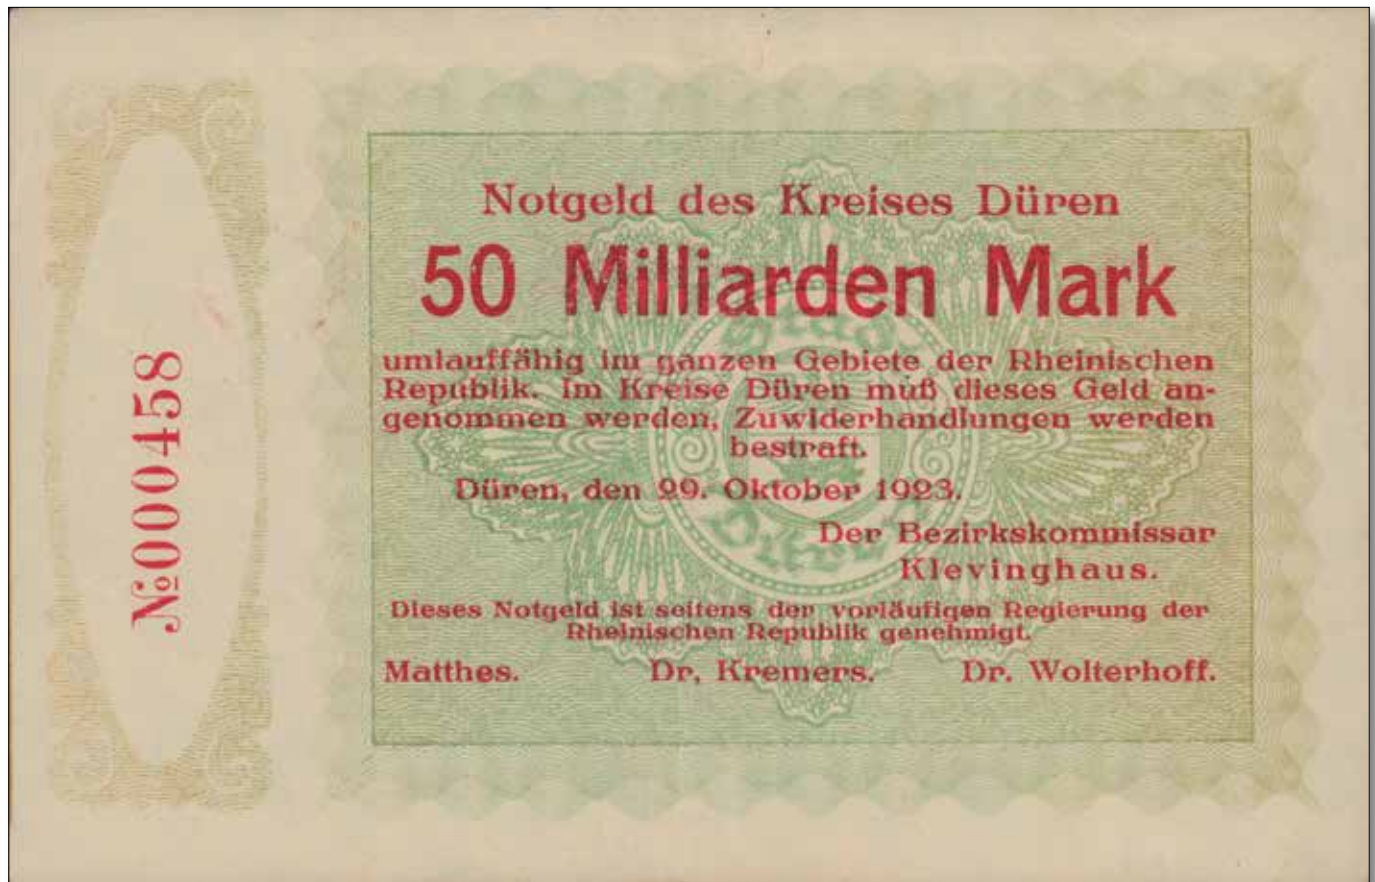 №000458
Notgeld des Kreises Düren
50 Milliarden Mark
umlauffähig im ganzen Gebiete der Rheinischen
Republik. Im Kreise Düren muß dieses Geld an-
genommen werden, Zuwiderhandlungen werden
bestraft.
Düren, den 29. Oktober 1923.
Der Bezirkskommissar
Klevinghaus.
Dieses Notgeld ist seitens der vorläufigen Regierung der
Rheinischen Republik genehmigt.
Matthes. Dr, Kremers. Dr. Wolterhoff.
Stadt
Düren